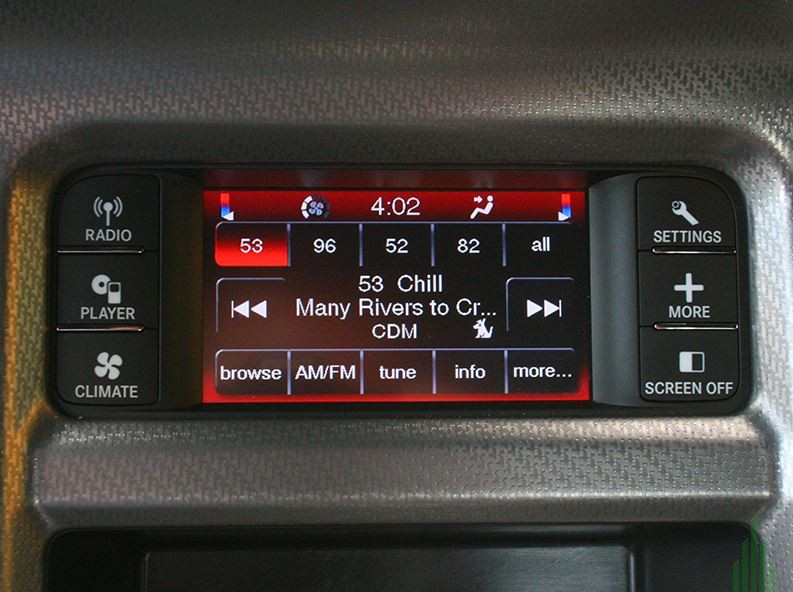 4:02
RADIO
PLAYER
CLIMATE
53 96 52 82 all
53 Chill
Many Rivers to Cr...
CDM
browse AM/FM tune info more...
SETTINGS
MORE
SCREEN OFF